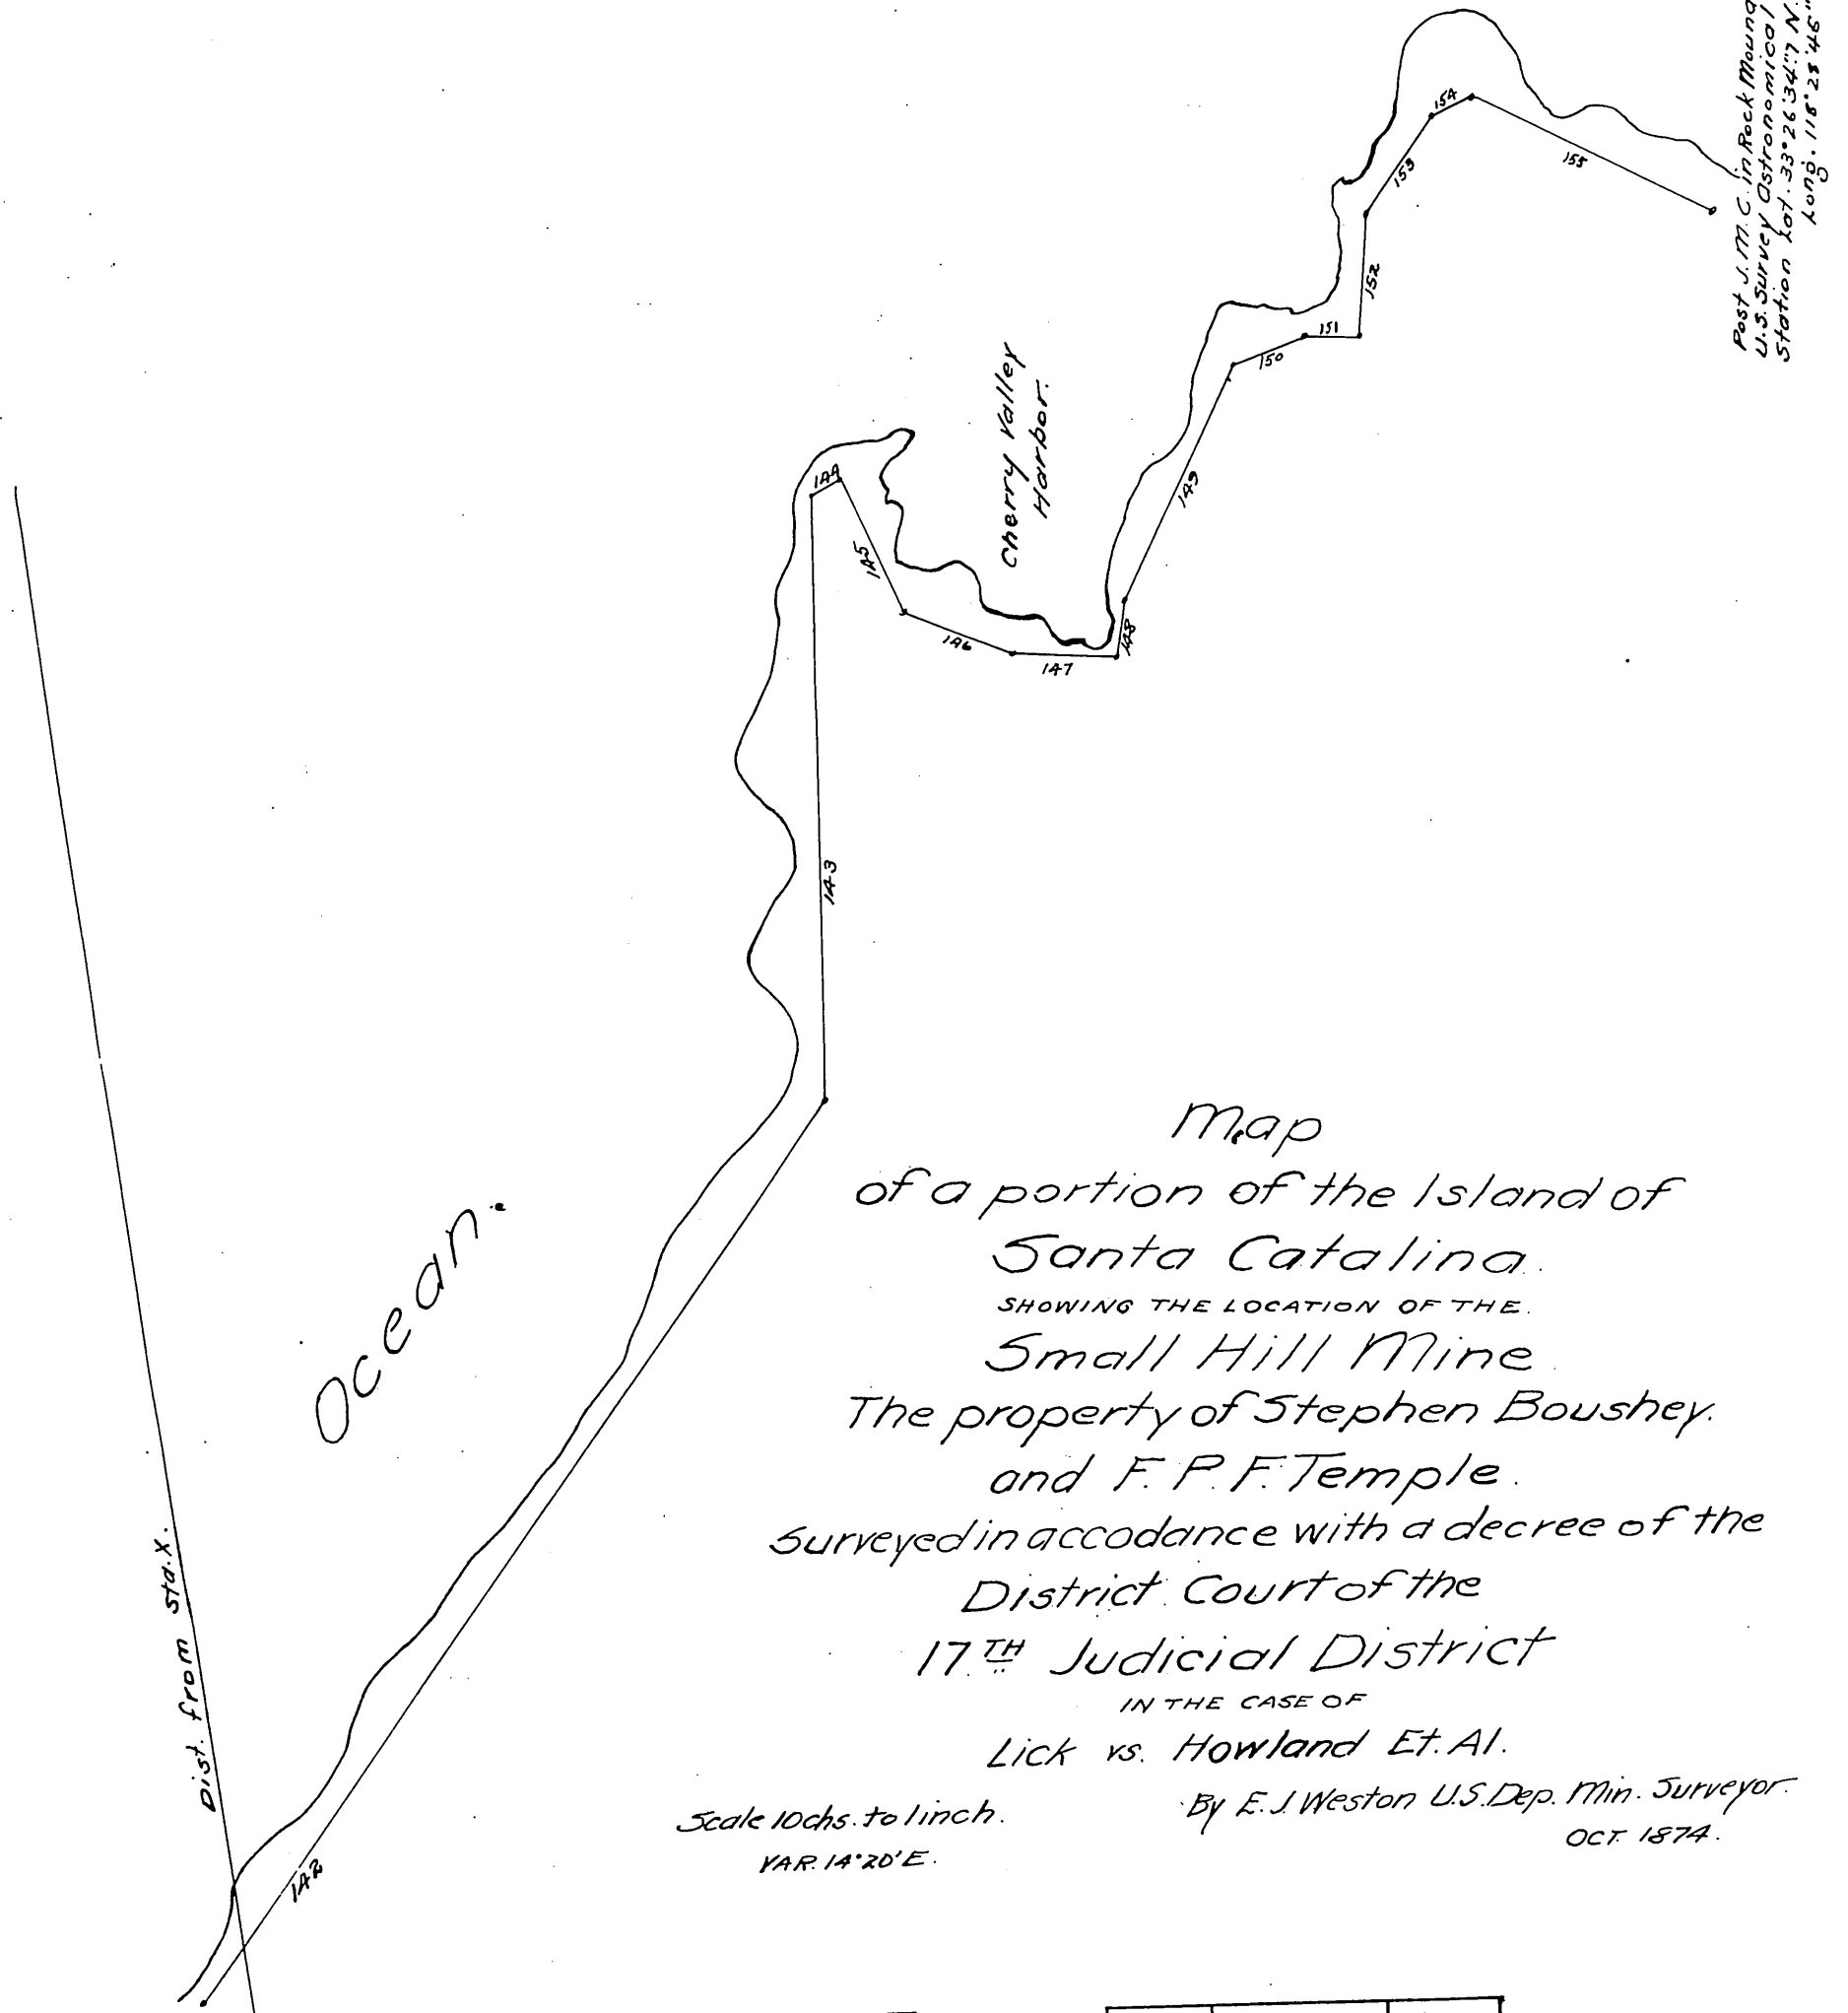 Post J.M.C. in Rock Mound
U.S. Survey Astronomical
Station Lat. 33° 26' 34".7 N.
Long. 118° 28' 46"
154
155
153
152
151
150
Cherry Valley
Harbor.
149
144
145
146
147
148
143
Ocean.
Dist. from Std. X.
142
Map
of a portion of the Island of
Santa Catalina.
SHOWING THE LOCATION OF THE.
Small Hill Mine
The property of Stephen Boushey.
and F. P. F. Temple.
Surveyed in accodance with a decree of the
District Court of the
17TH Judicial District
IN THE CASE OF
Lick vs. Howland Et. Al.
By E. J. Weston U.S. Dep. Min. Surveyor.
OCT. 1874.
Scale 10 chs. to 1 inch.
VAR. 14° 20' E.